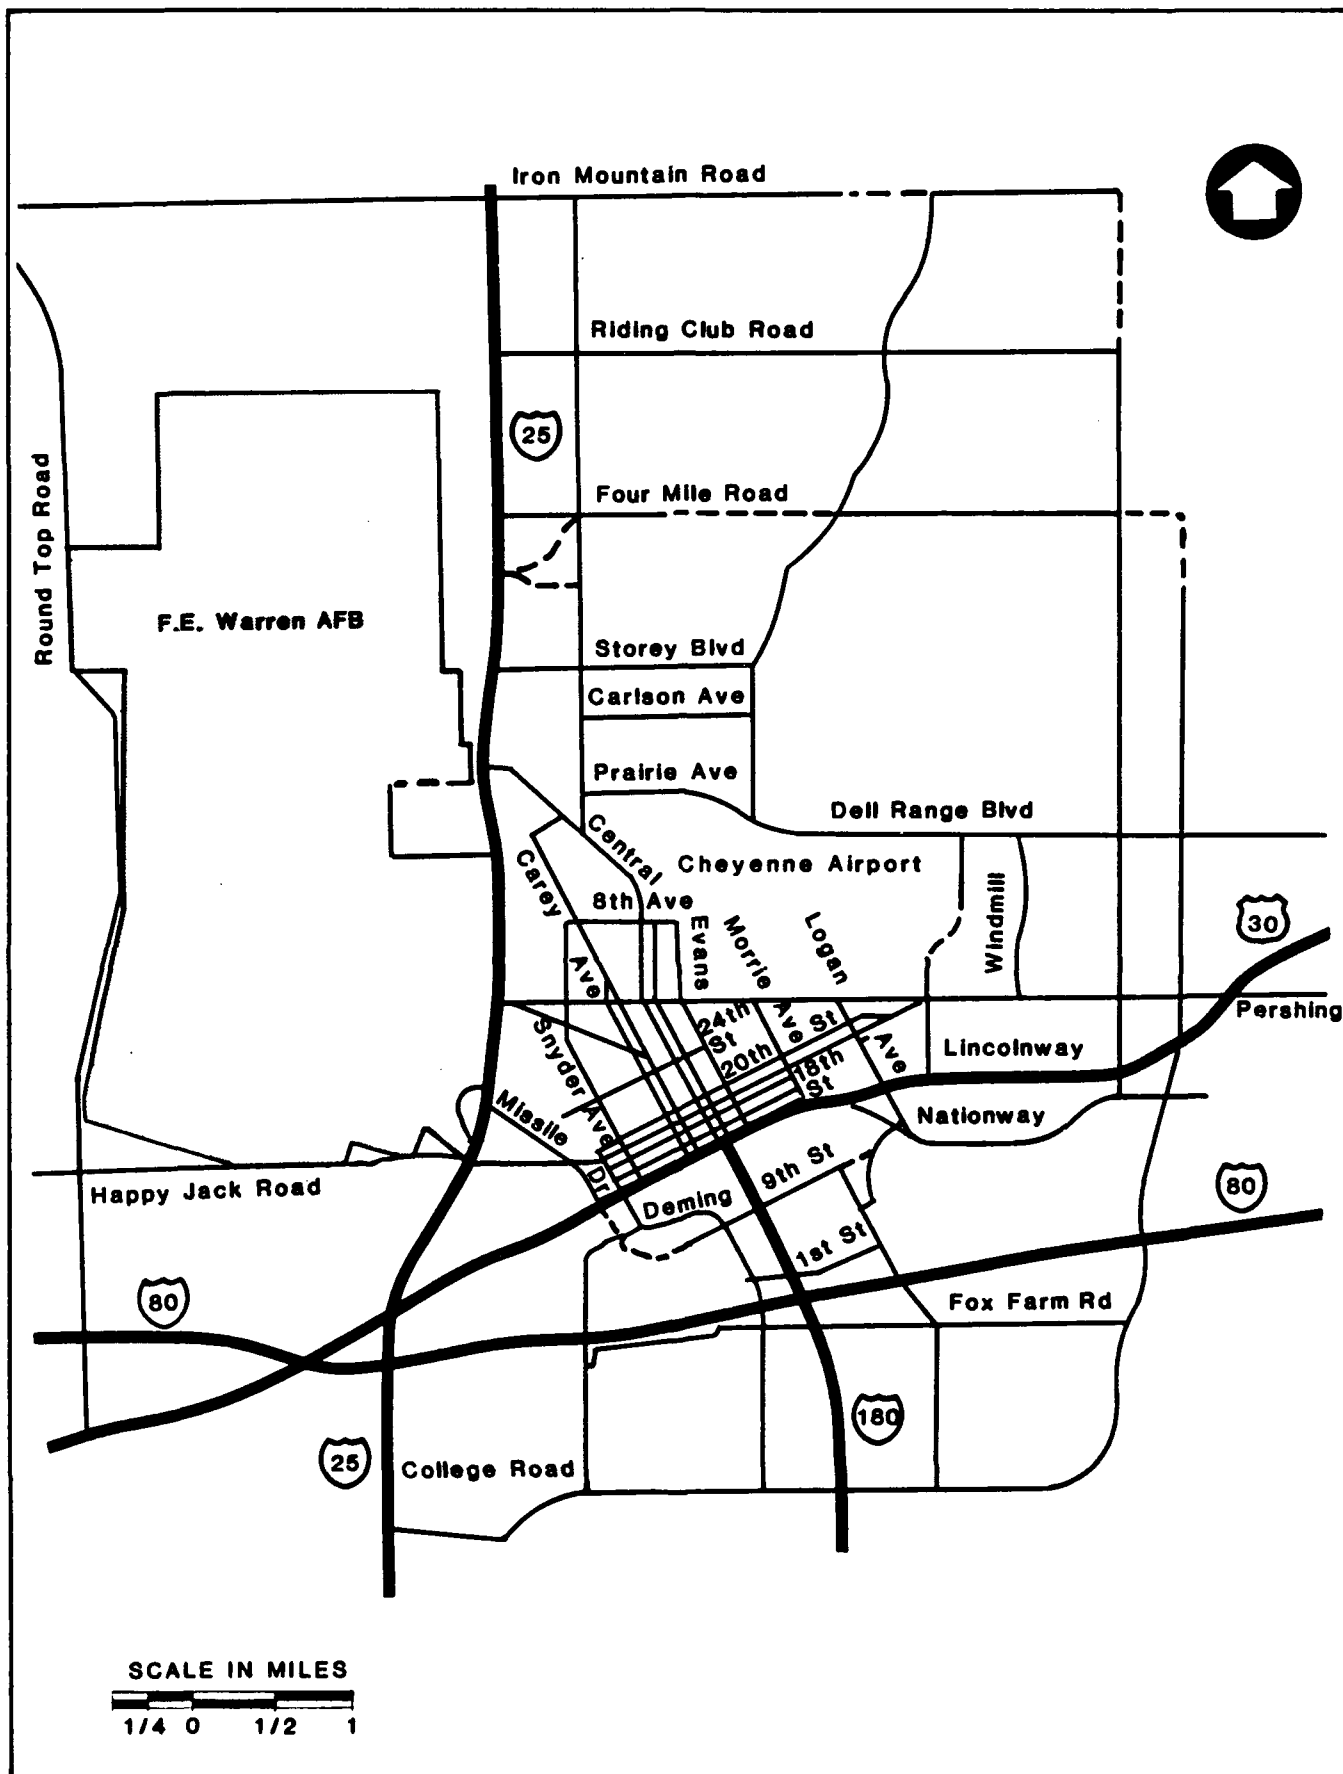 Iron Mountain Road
Riding Club Road
25
Round Top Road
Four Mile Road
F.E. Warren AFB
Storey Blvd
Carlson Ave
Prairie Ave
Dell Range Blvd
Central
Carey
Ave
Cheyenne Airport
8th Ave
Evans
Morrie
Ave
Logan
Ave
Windmill
30
Pershing
24th
St
Snyder Ave
20th
St
18th
St
Lincolnway
Missile
Dr
Nationway
Happy Jack Road
Deming
9th St
80
1st St
80
Fox Farm Rd
180
25
College Road
SCALE IN MILES
1/4 0 1/2 1